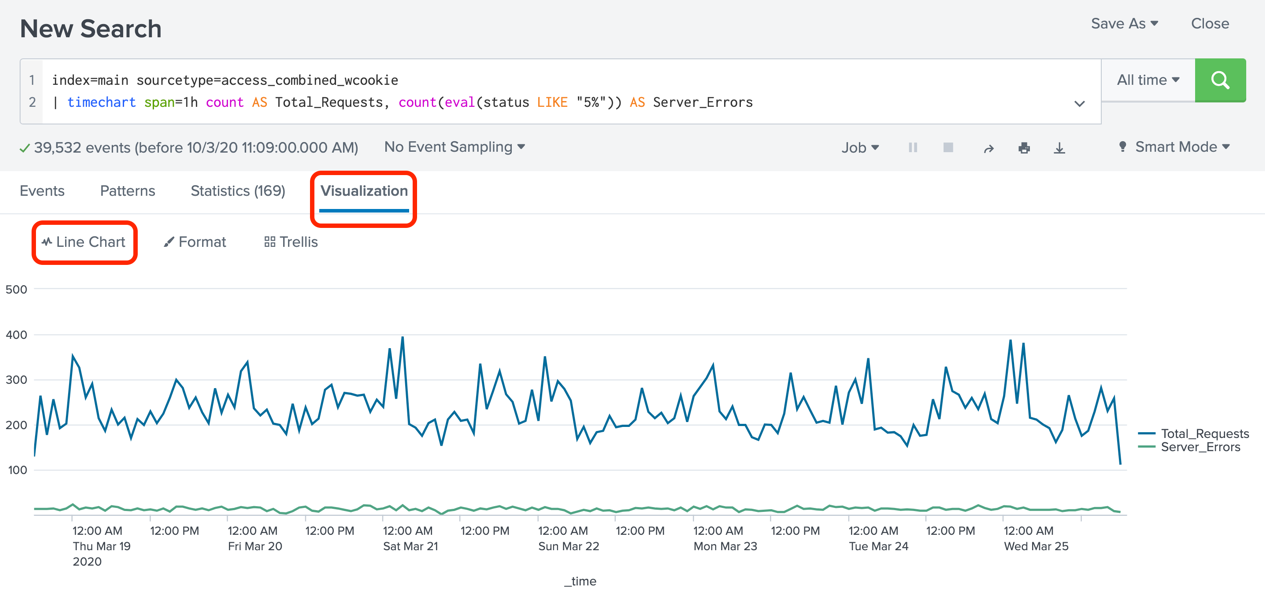 New Search
Save As
Close
1 index=main sourcetype=access_combined_wcookie
2 | timechart span=1h count AS Total_Requests, count(eval(status LIKE "5%")) AS Server_Errors
All time
39,532 events (before 10/3/20 11:09:00.000 AM)
No Event Sampling
Job
Smart Mode
Events
Patterns
Statistics (169)
Visualization
Line Chart
Format
Trellis
500
400
300
200
100
Total_Requests
Server_Errors
12:00 AM 12:00 PM 12:00 AM 12:00 PM 12:00 AM 12:00 PM 12:00 AM 12:00 PM 12:00 AM 12:00 PM 12:00 AM 12:00 PM 12:00 AM
Thu Mar 19 Fri Mar 20 Sat Mar 21 Sun Mar 22 Mon Mar 23 Tue Mar 24 Wed Mar 25
2020
_time